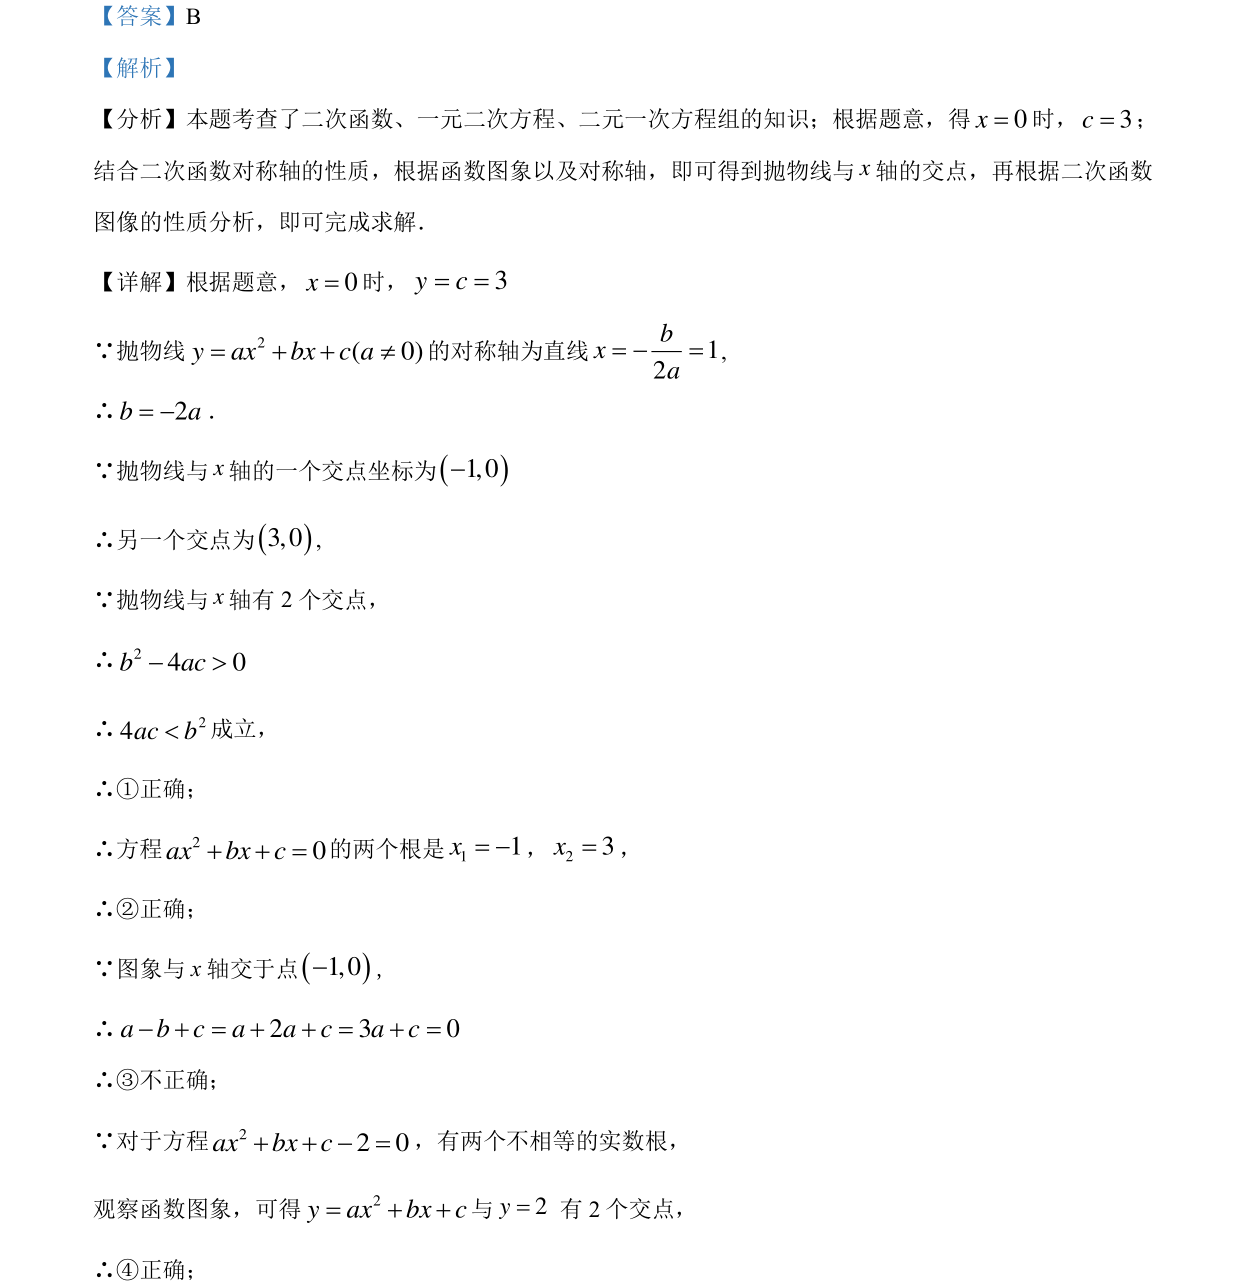 【答案】B
【解析】
【分析】本题考查了二次函数、一元二次方程、二元一次方程组的知识；根据题意，得 x = 0 时， c = 3；
结合二次函数对称轴的性质，根据函数图象以及对称轴，即可得到抛物线与 x 轴的交点，再根据二次函数
图像的性质分析，即可完成求解．
【详解】根据题意， x = 0 时， y = c = 3
∵抛物线 y = ax² + bx + c(a ≠ 0) 的对称轴为直线 x = −b/2a = 1,
∴ b = −2a .
∵抛物线与 x 轴的一个交点坐标为 (−1,0)
∴另一个交点为 (3,0),
∵抛物线与 x 轴有 2 个交点，
∴ b² − 4ac > 0
∴ 4ac < b² 成立，
∴①正确；
∴方程 ax² + bx + c = 0 的两个根是 x₁ = −1， x₂ = 3，
∴②正确；
∵图象与 x 轴交于点 (−1,0)，
∴ a − b + c = a + 2a + c = 3a + c = 0
∴③不正确；
∵对于方程 ax² + bx + c − 2 = 0，有两个不相等的实数根，
观察函数图象，可得 y = ax² + bx + c 与 y = 2 有 2 个交点，
∴④正确；